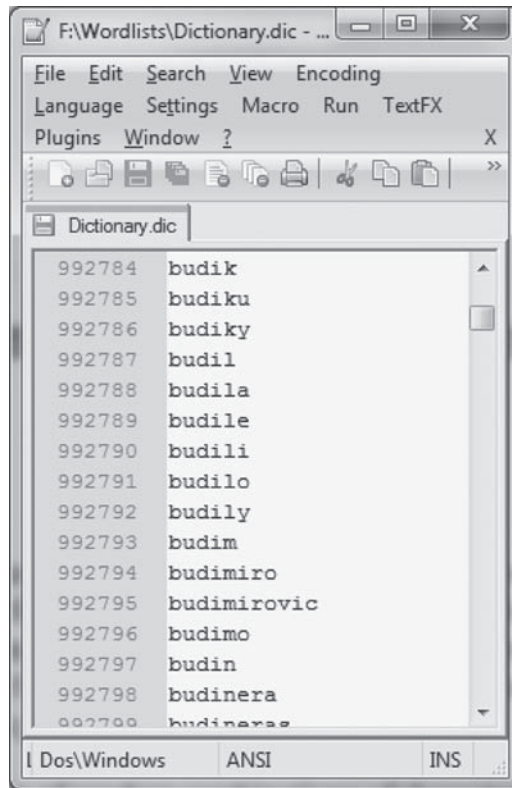 F:\Wordlists\Dictionary.dic - ...
File Edit Search View Encoding
Language Settings Macro Run TextFX
Plugins Window ? X
»
Dictionary.dic
992784 budik
992785 budiku
992786 budiky
992787 budil
992788 budila
992789 budile
992790 budili
992791 budilo
992792 budily
992793 budim
992794 budimiro
992795 budimirovic
992796 budimo
992797 budin
992798 budinera
992799 budineras
Dos\Windows ANSI INS